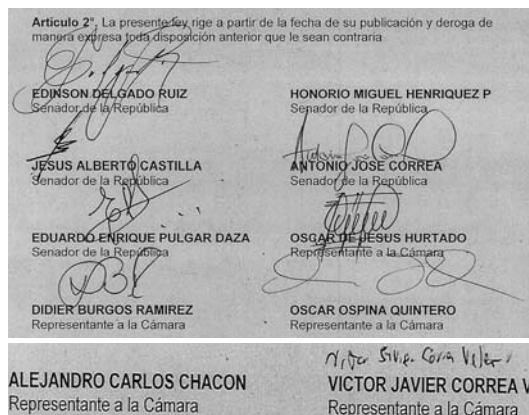 Articulo 2°. La presente ley rige a partir de la fecha de su publicación y deroga de
manera expresa toda disposición anterior que le sean contraria
EDINSON DELGADO RUIZ
Senador de la República
HONORIO MIGUEL HENRIQUEZ P
Senador de la República
JESUS ALBERTO CASTILLA
Senador de la República
ANTONIO JOSE CORREA
Senador de la República
EDUARDO ENRIQUE PULGAR DAZA
Senador de la República
OSCAR DE JESUS HURTADO
Representante a la Cámara
DIDIER BURGOS RAMIREZ
Representante a la Cámara
OSCAR OSPINA QUINTERO
Representante a la Cámara
ALEJANDRO CARLOS CHACON
Representante a la Cámara
VICTOR JAVIER CORREA V
Representante a la Cámara